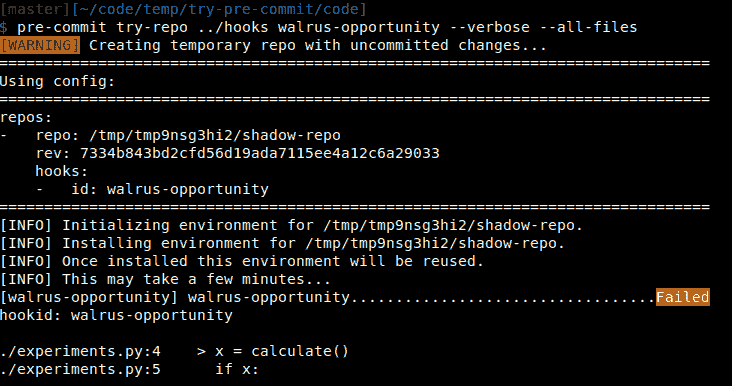 [master][~/code/temp/try-pre-commit/code]
$ pre-commit try-repo ../hooks walrus-opportunity --verbose --all-files
[WARNING] Creating temporary repo with uncommitted changes...
===============================================================================
Using config:
===============================================================================
repos:
-   repo: /tmp/tmp9nsg3hi2/shadow-repo
    rev: 7334b843bd2cfd56d19ada7115ee4a12c6a29033
    hooks:
    -   id: walrus-opportunity
===============================================================================
[INFO] Initializing environment for /tmp/tmp9nsg3hi2/shadow-repo.
[INFO] Installing environment for /tmp/tmp9nsg3hi2/shadow-repo.
[INFO] Once installed this environment will be reused.
[INFO] This may take a few minutes...
[walrus-opportunity] walrus-opportunity..................................Failed
hookid: walrus-opportunity

./experiments.py:4    > x = calculate()
./experiments.py:5      if x: